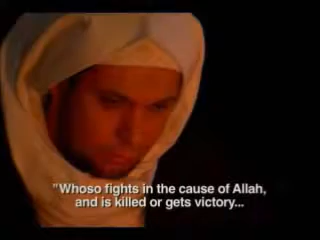 "Whoso fights in the cause of Allah,
and is killed or gets victory...